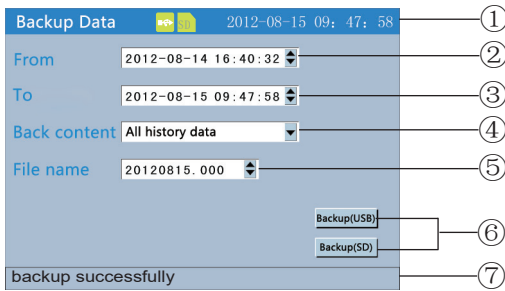 Backup Data SD 2012-08-15 09: 47: 58 ①
From 2012-08-14 16:40:32 ②
To 2012-08-15 09:47:58 ③
Back content All history data ④
File name 20120815. 000 ⑤
Backup(USB)
Backup(SD) ⑥
backup successfully ⑦